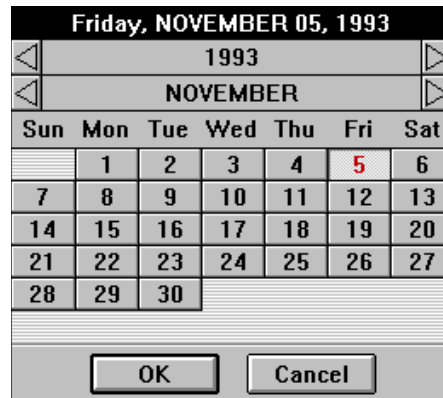 Friday, NOVEMBER 05, 1993
1993
NOVEMBER
Sun Mon Tue Wed Thu Fri Sat
1 2 3 4 5 6
7 8 9 10 11 12 13
14 15 16 17 18 19 20
21 22 23 24 25 26 27
28 29 30
OK Cancel